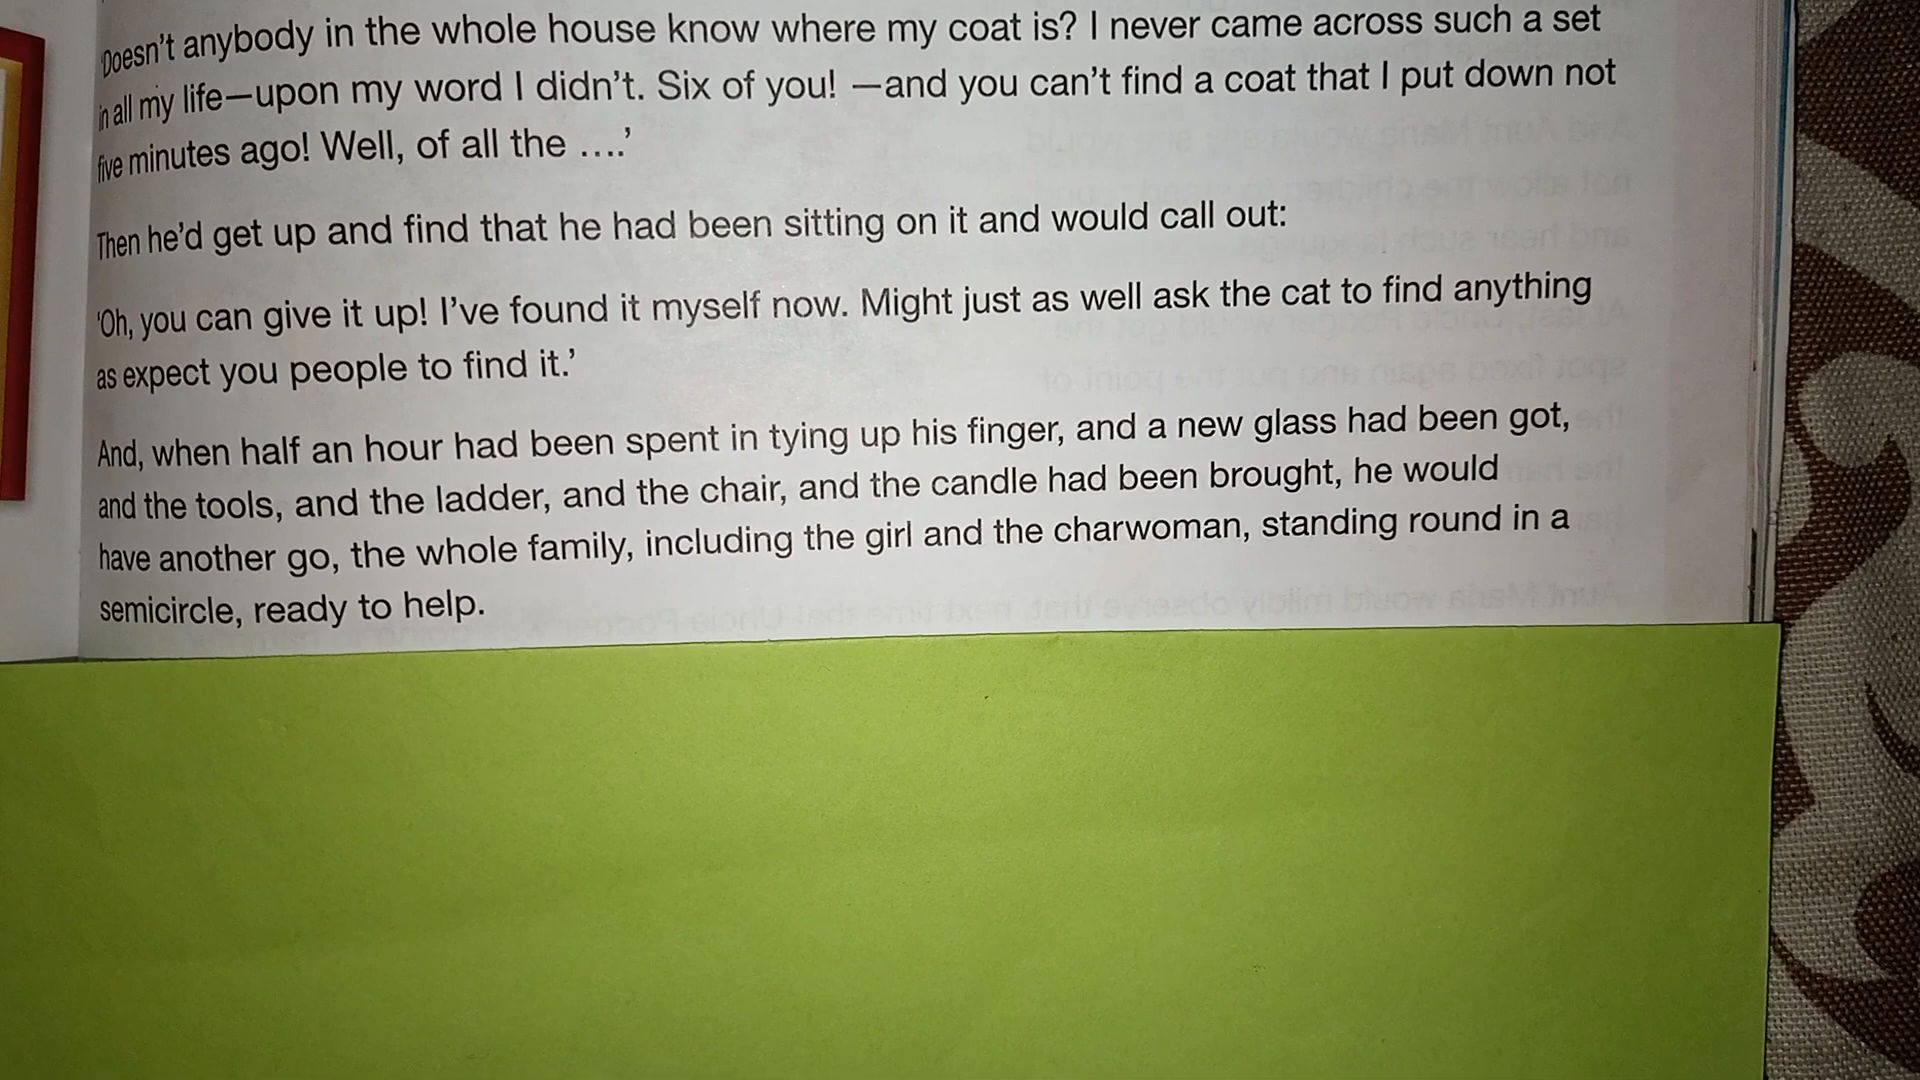 'Doesn't anybody in the whole house know where my coat is? I never came across such a set
in all my life—upon my word I didn't. Six of you! —and you can't find a coat that I put down not
five minutes ago! Well, of all the ....'
Then he'd get up and find that he had been sitting on it and would call out:
'Oh, you can give it up! I've found it myself now. Might just as well ask the cat to find anything
as expect you people to find it.'
And, when half an hour had been spent in tying up his finger, and a new glass had been got,
and the tools, and the ladder, and the chair, and the candle had been brought, he would
have another go, the whole family, including the girl and the charwoman, standing round in a
semicircle, ready to help.